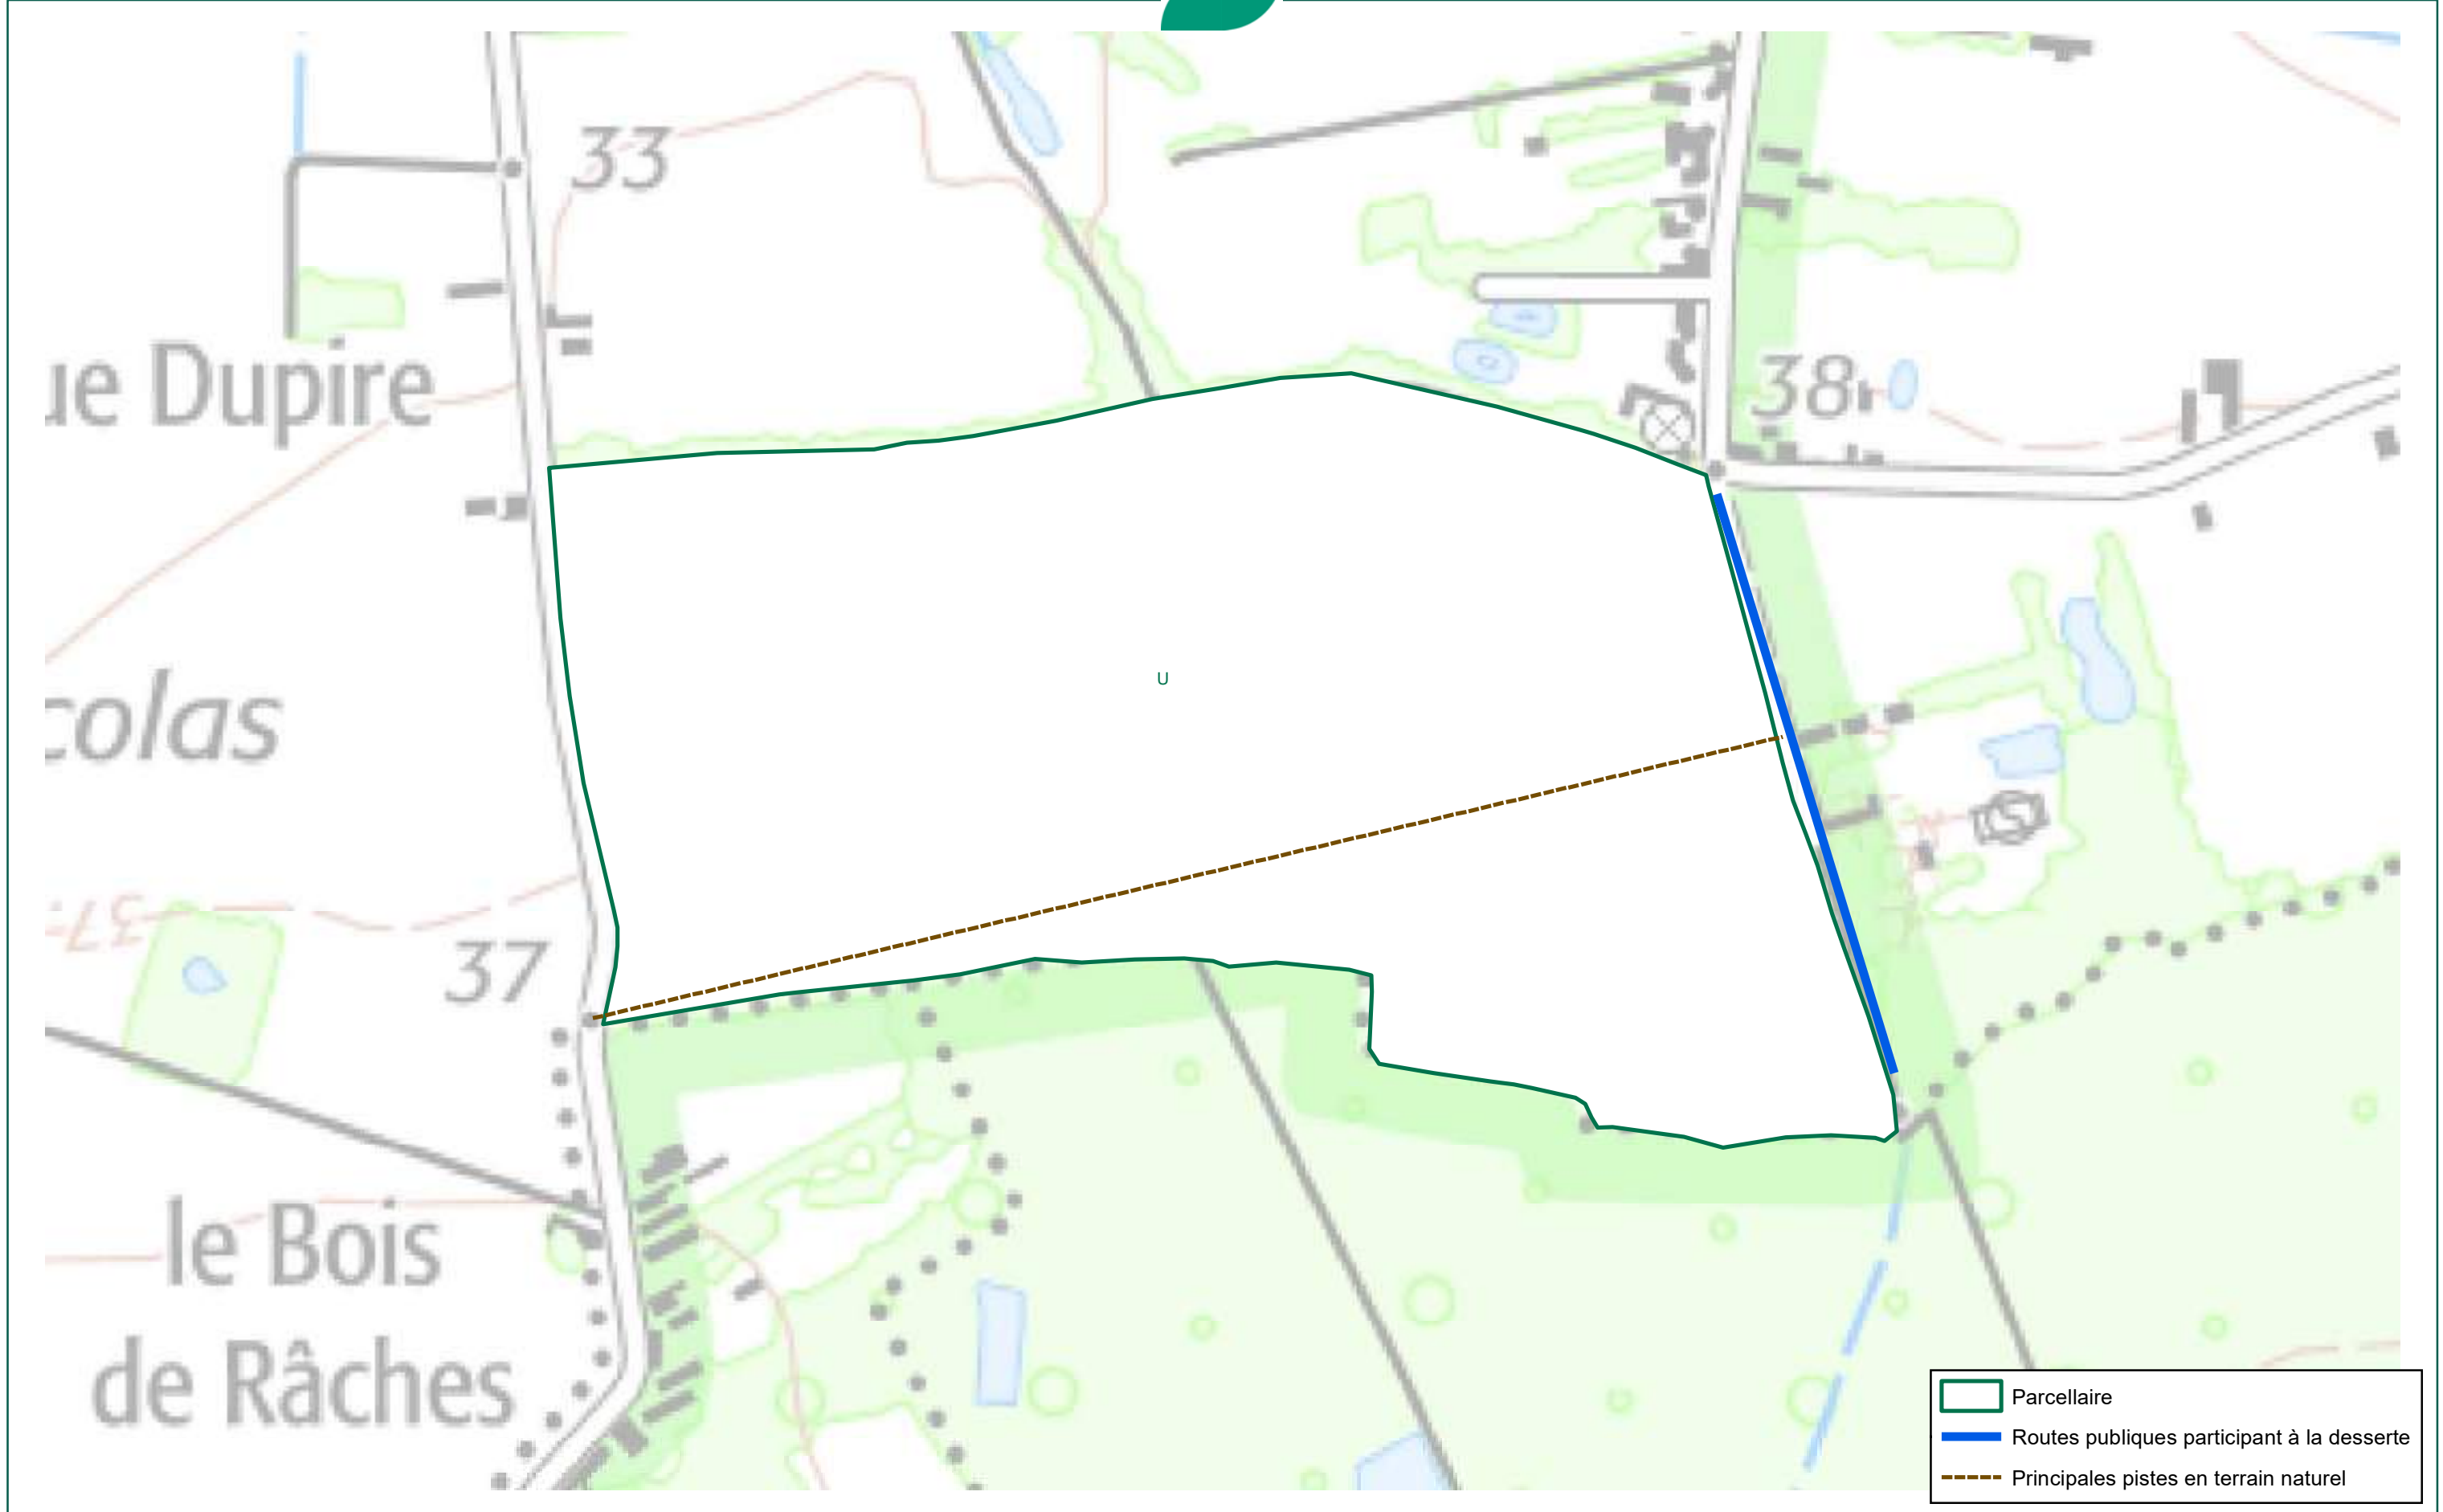 33
ue Dupire
38
U
colas
37
37
le Bois
de Râches
Parcellaire
Routes publiques participant à la desserte
Principales pistes en terrain naturel